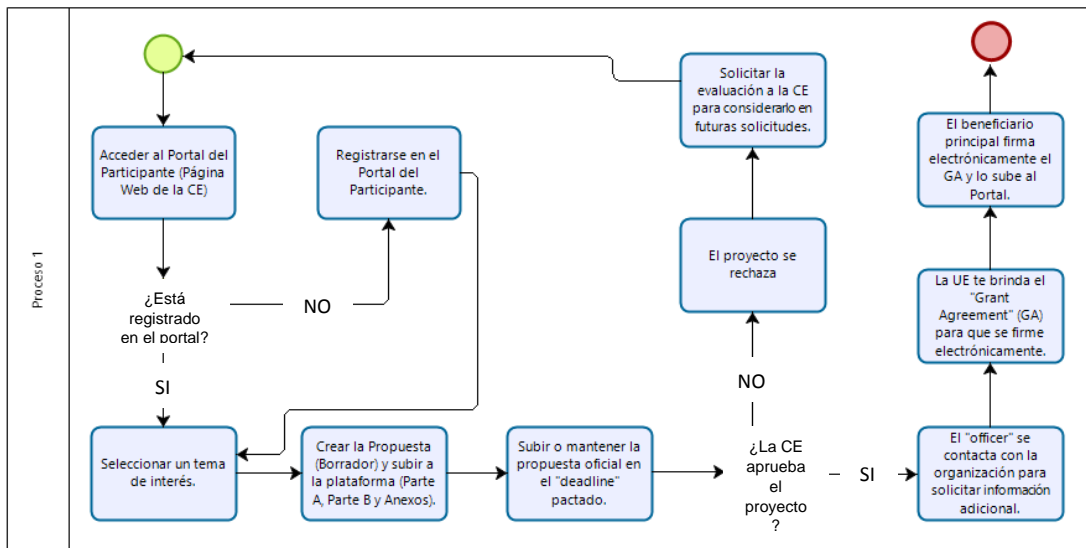 Proceso 1
Acceder al Portal del
Participante (Página
Web de la CE)
¿Está
registrado
en el portal?
NO
Registrarse en el
Portal del
Participante.
SI
Seleccionar un tema
de interés.
Crear la Propuesta
(Borrador) y subir a
la plataforma (Parte
A, Parte B y Anexos).
Subir o mantener la
propuesta oficial en
el "deadline"
pactado.
¿La CE
aprueba
el
proyecto
?
NO
El proyecto se
rechaza
Solicitar la
evaluación a la CE
para considerarlo en
futuras solicitudes.
SI
El "officer" se
contacta con la
organización para
solicitar información
adicional.
La UE te brinda el
"Grant
Agreement" (GA)
para que se firme
electrónicamente.
El beneficiario
principal firma
electrónicamente el
GA y lo sube al
Portal.